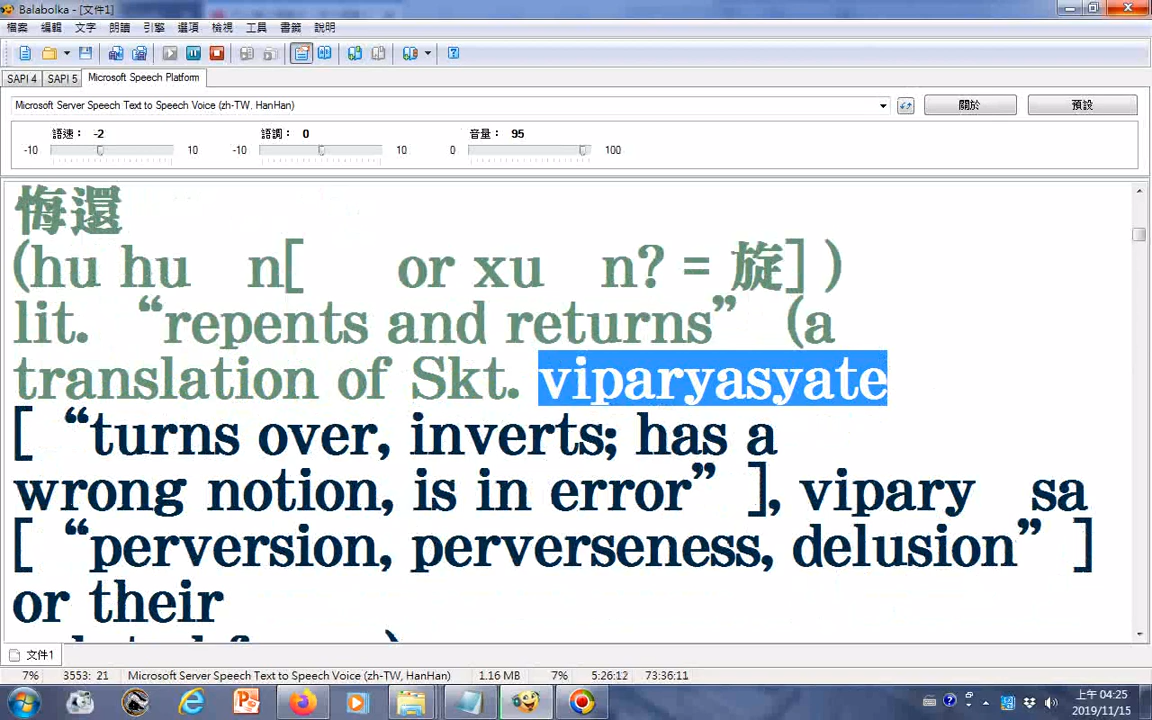 Balabolka - [文件1]
檔案 編輯 文字 朗讀 引擎 選項 檢視 工具 書籤 說明
SAPI 4 SAPI 5 Microsoft Speech Platform
Microsoft Server Speech Text to Speech Voice (zh-TW, HanHan) 關於 預設
語速： -2 語調： 0 音量： 95
-10 10 -10 10 0 100
悔還
(hu hu n[ or xu n? = 旋] )
lit. “repents and returns” (a
translation of Skt. viparyasyate
[ “turns over, inverts; has a
wrong notion, is in error” ], vipary sa
[ “perversion, perverseness, delusion” ]
or their
文件1
7% 3553: 21 Microsoft Server Speech Text to Speech Voice (zh-TW, HanHan) 1.16 MB 7% 5:26:12 73:36:11
上午 04:25
2019/11/15